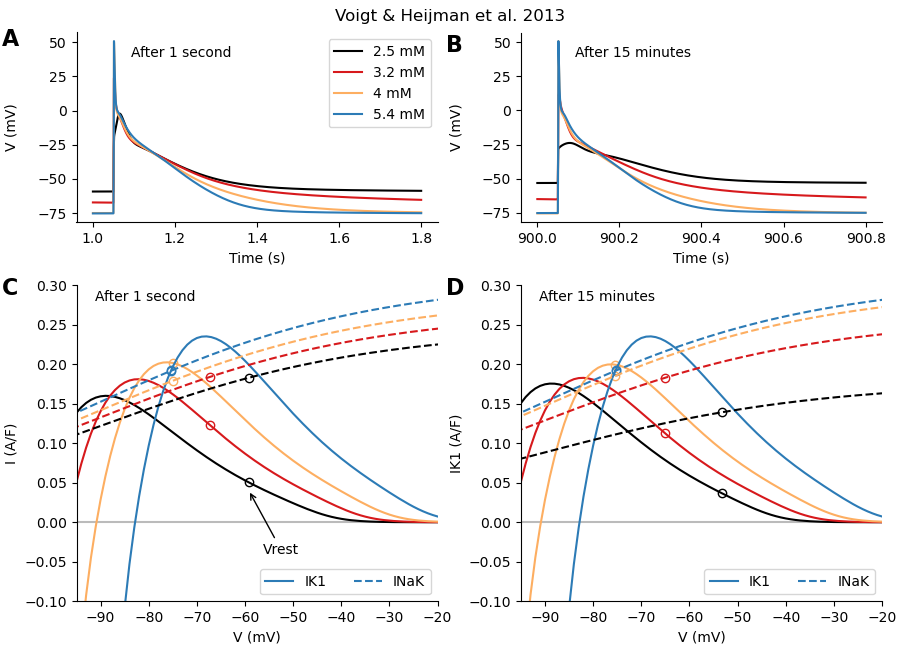 Voigt & Heijman et al. 2013
A
After 1 second
2.5 mM
3.2 mM
4 mM
5.4 mM
50
25
0
−25
−50
−75
V (mV)
1.0 1.2 1.4 1.6 1.8
Time (s)
B
After 15 minutes
50
25
0
−25
−50
−75
V (mV)
900.0 900.2 900.4 900.6 900.8
Time (s)
C
After 1 second
0.30
0.25
0.20
0.15
0.10
0.05
0.00
−0.05
−0.10
I (A/F)
Vrest
IK1 INaK
−90 −80 −70 −60 −50 −40 −30 −20
V (mV)
D
After 15 minutes
0.30
0.25
0.20
0.15
0.10
0.05
0.00
−0.05
−0.10
IK1 (A/F)
IK1 INaK
−90 −80 −70 −60 −50 −40 −30 −20
V (mV)